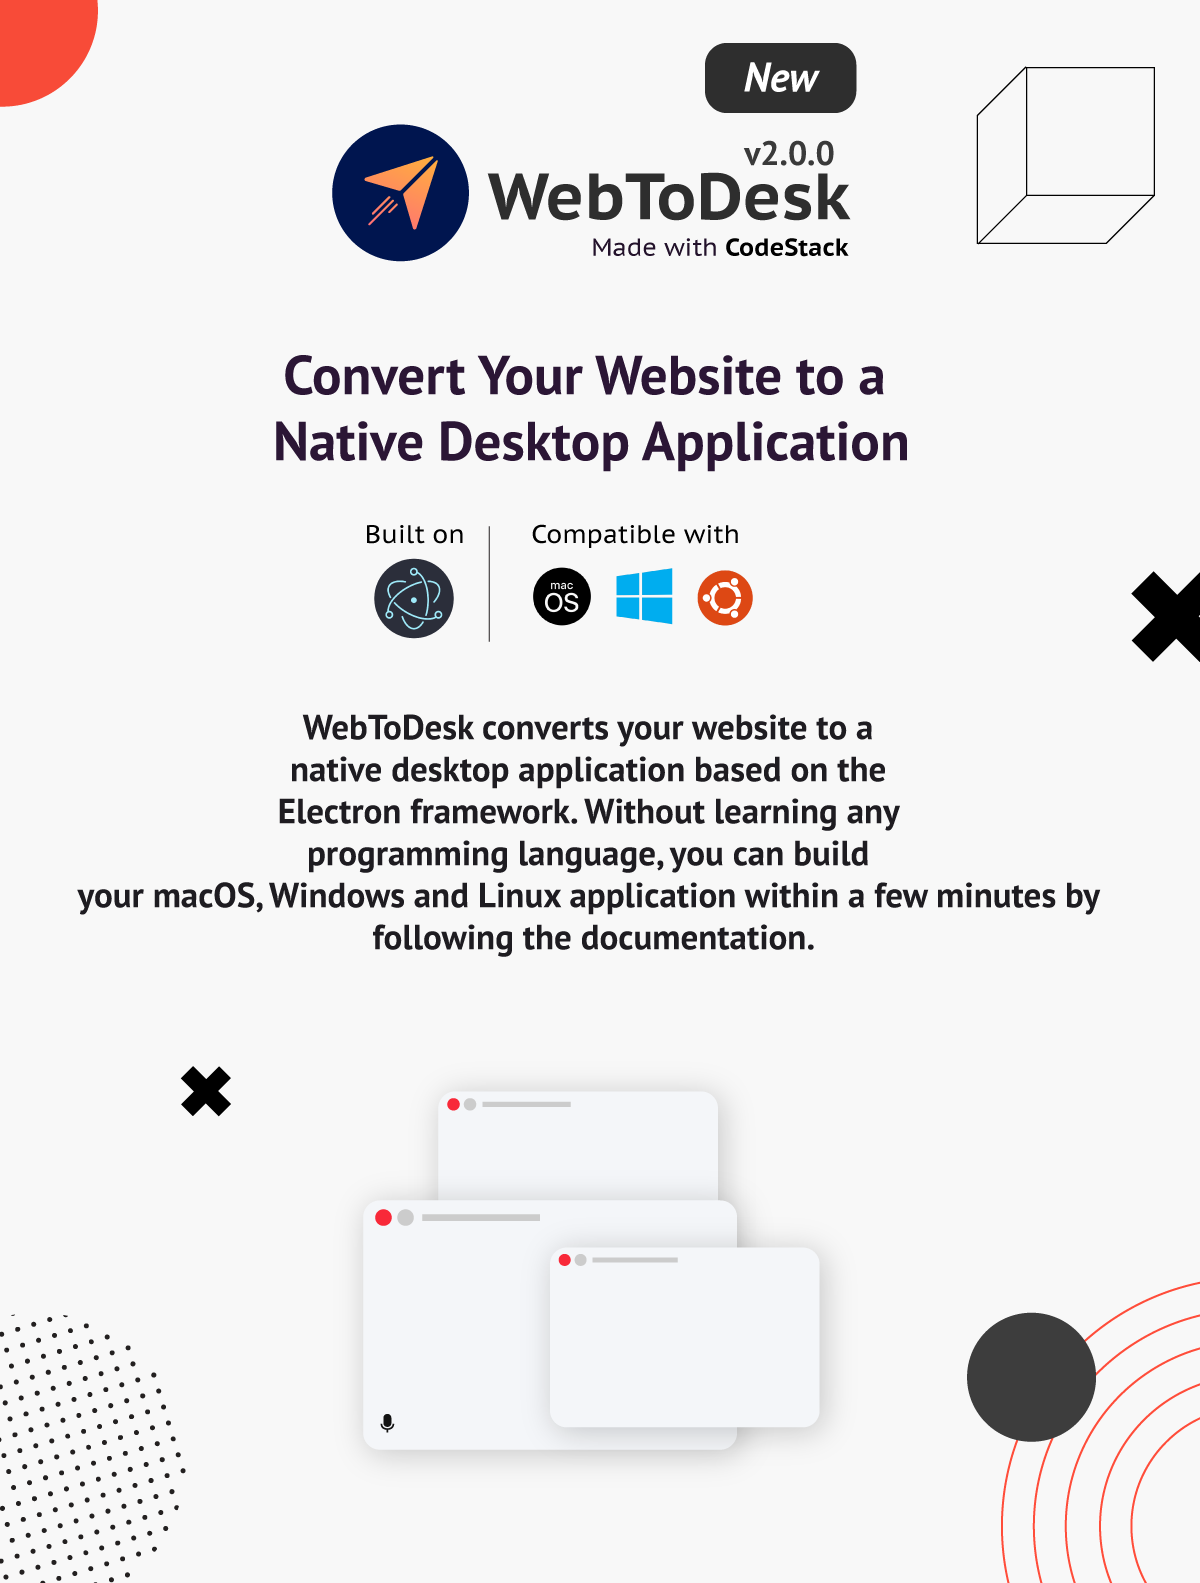 New
v2.0.0
WebToDesk
Made with CodeStack
Convert Your Website to a
Native Desktop Application
Built on
Compatible with
mac
OS
WebToDesk converts your website to a
native desktop application based on the
Electron framework. Without learning any
programming language, you can build
your macOS, Windows and Linux application within a few minutes by
following the documentation.